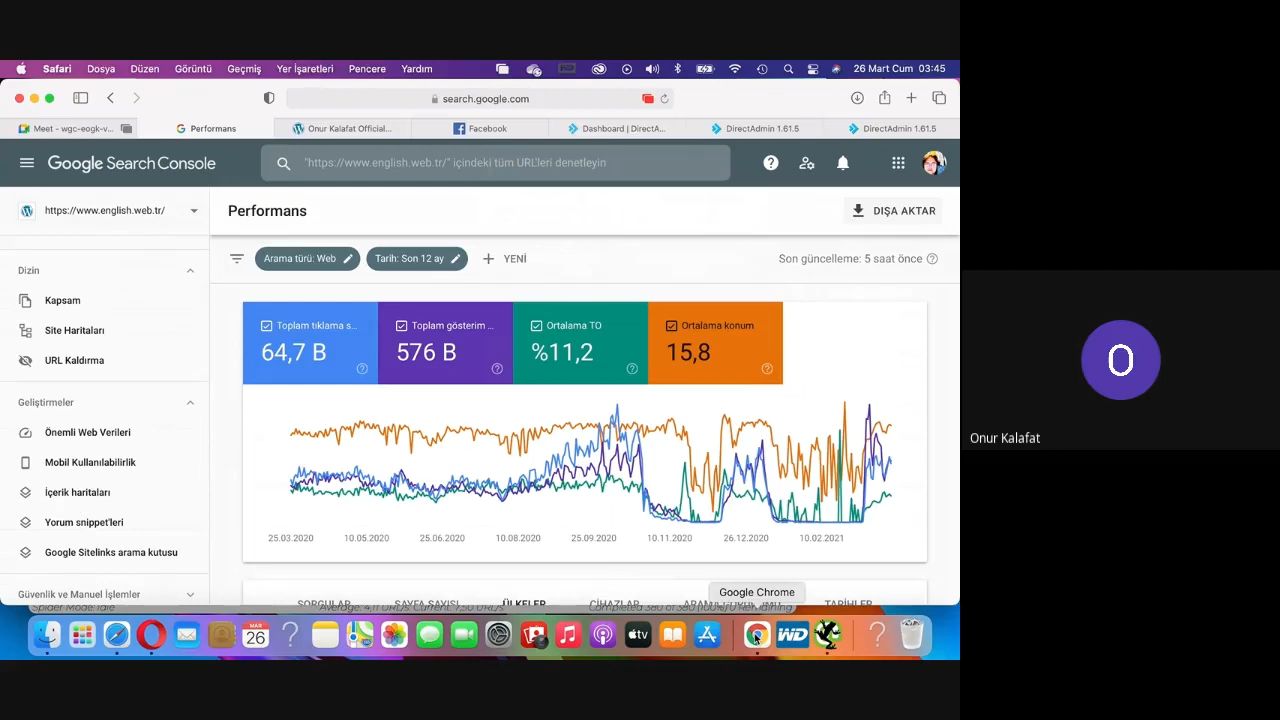 Safari Dosya Düzen Görüntü Geçmiş Yer İşaretleri Pencere Yardım 26 Mart Cum 03:45
search.google.com
Meet - wgc-eogk-v... Performans Onur Kalafat Official... Facebook Dashboard | DirectA... DirectAdmin 1.61.5 DirectAdmin 1.61.5
Google Search Console "https://www.english.web.tr/" içindeki tüm URL'leri denetleyin
https://www.english.web.tr/
Performans
DIŞA AKTAR
Arama türü: Web Tarih: Son 12 ay YENİ Son güncelleme: 5 saat önce
Dizin
Kapsam
Site Haritaları
URL Kaldırma
Geliştirmeler
Önemli Web Verileri
Mobil Kullanılabilirlik
İçerik haritaları
Yorum snippet'leri
Google Sitelinks arama kutusu
Güvenlik ve Manuel İşlemler
Toplam tıklama s... Toplam gösterim ... Ortalama TO Ortalama konum
64,7 B 576 B %11,2 15,8
25.03.2020 10.05.2020 25.06.2020 10.08.2020 25.09.2020 10.11.2020 26.12.2020 10.02.2021
Google Chrome
SORGULAR SAYFA SAYISI ÜLKELER CİHAZLAR TARİHLER
Spider Mode: Idle
MAR
26
tv
WD
O
Onur Kalafat